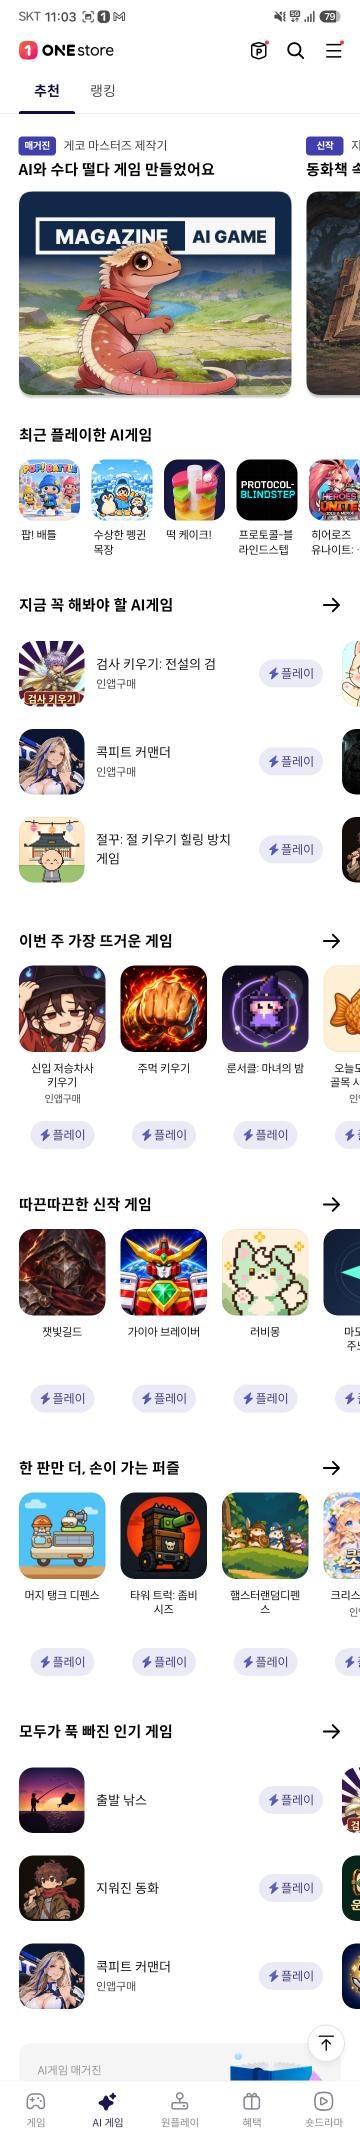 SKT 11:03
79
1 ONE store
추천 랭킹
매거진 게코 마스터즈 제작기
AI와 수다 떨다 게임 만들었어요
신작
동화책 속
MAGAZINE AI GAME
최근 플레이한 AI게임
POP! BATTLE
PROTOCOL-
BLINDSTEP
HEROES
UNITE
팝! 배틀
수상한 펭귄
목장
떡 케이크!
프로토콜-블
라인드스텝
히어로즈
유나이트:
지금 꼭 해봐야 할 AI게임
검사 키우기
검사 키우기: 전설의 검
인앱구매
플레이
콕피트 커맨더
인앱구매
플레이
절꾸: 절 키우기 힐링 방치
게임
플레이
이번 주 가장 뜨거운 게임
신입 저승차사
키우기
인앱구매
플레이
주먹 키우기
플레이
룬서클: 마녀의 밤
플레이
따끈따끈한 신작 게임
잿빛길드
플레이
가이아 브레이버
플레이
러비몽
플레이
한 판만 더, 손이 가는 퍼즐
머지 탱크 디펜스
플레이
타워 트럭: 좀비
시즈
플레이
햄스터랜덤디펜
스
플레이
크리스
모두가 푹 빠진 인기 게임
출발 낚스
플레이
지워진 동화
플레이
콕피트 커맨더
인앱구매
플레이
AI게임 매거진
게임
AI 게임
원플레이
혜택
숏드라마